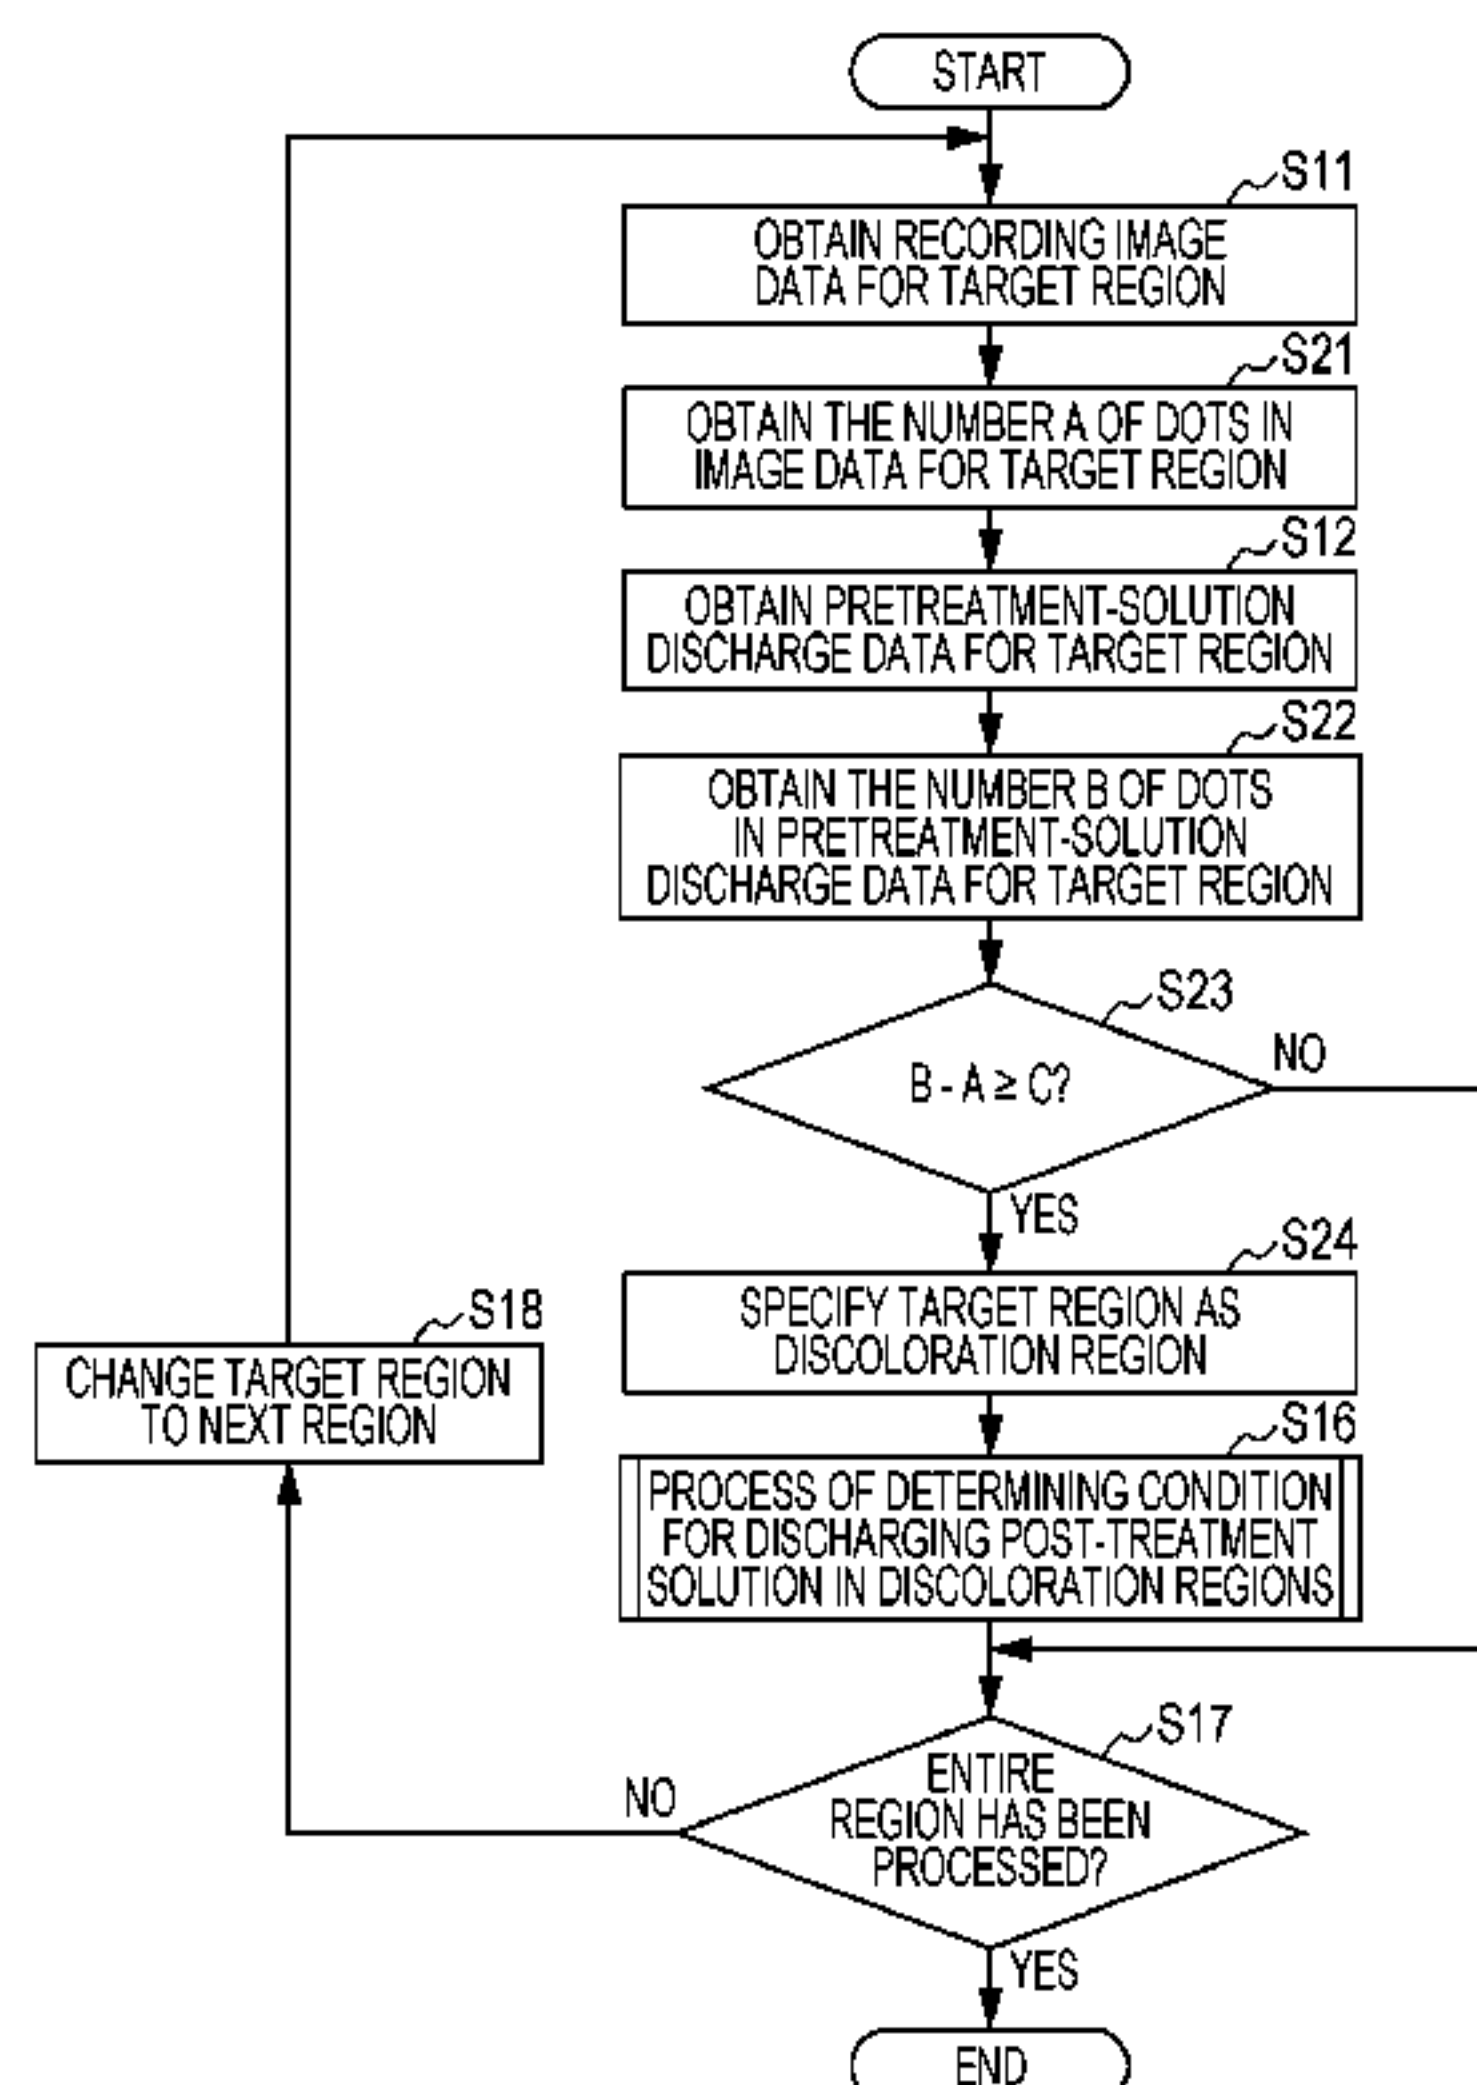 START
S11
OBTAIN RECORDING IMAGE
DATA FOR TARGET REGION
S21
OBTAIN THE NUMBER A OF DOTS IN
IMAGE DATA FOR TARGET REGION
S12
OBTAIN PRETREATMENT-SOLUTION
DISCHARGE DATA FOR TARGET REGION
S22
OBTAIN THE NUMBER B OF DOTS
IN PRETREATMENT-SOLUTION
DISCHARGE DATA FOR TARGET REGION
S23
B - A ≥ C?
NO
YES
S24
SPECIFY TARGET REGION AS
DISCOLORATION REGION
S18
CHANGE TARGET REGION
TO NEXT REGION
S16
PROCESS OF DETERMINING CONDITION
FOR DISCHARGING POST-TREATMENT
SOLUTION IN DISCOLORATION REGIONS
S17
ENTIRE
REGION HAS BEEN
PROCESSED?
NO
YES
END